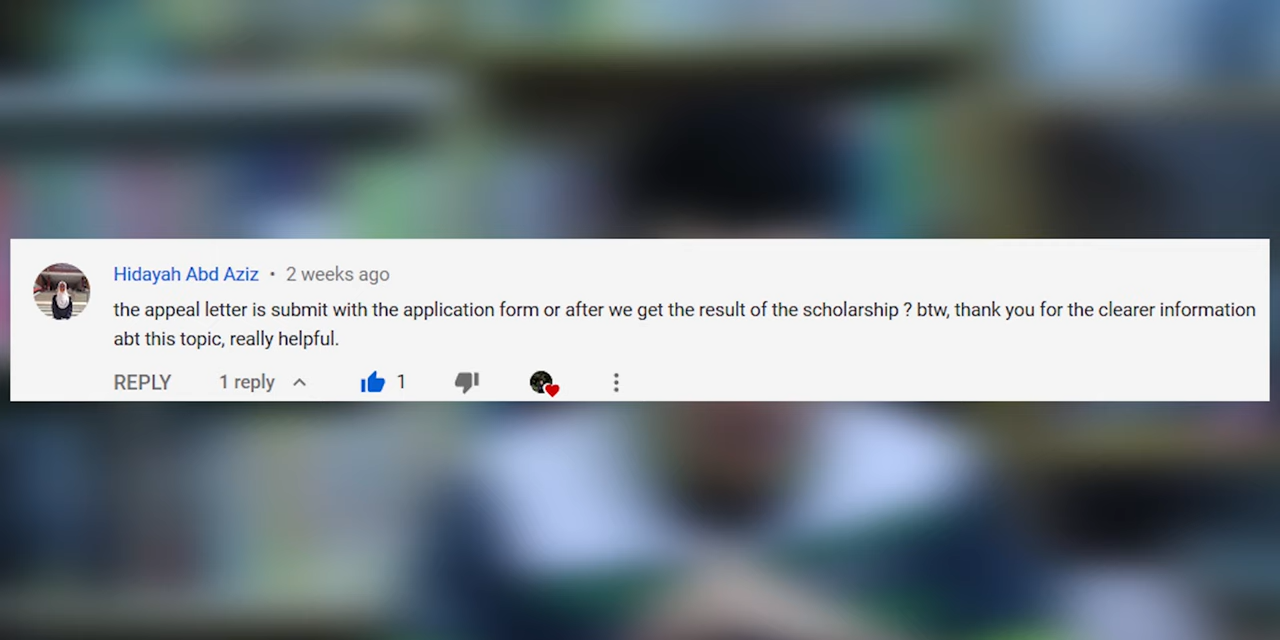 Hidayah Abd Aziz • 2 weeks ago
the appeal letter is submit with the application form or after we get the result of the scholarship ? btw, thank you for the clearer information
abt this topic, really helpful.
REPLY 1 reply 1